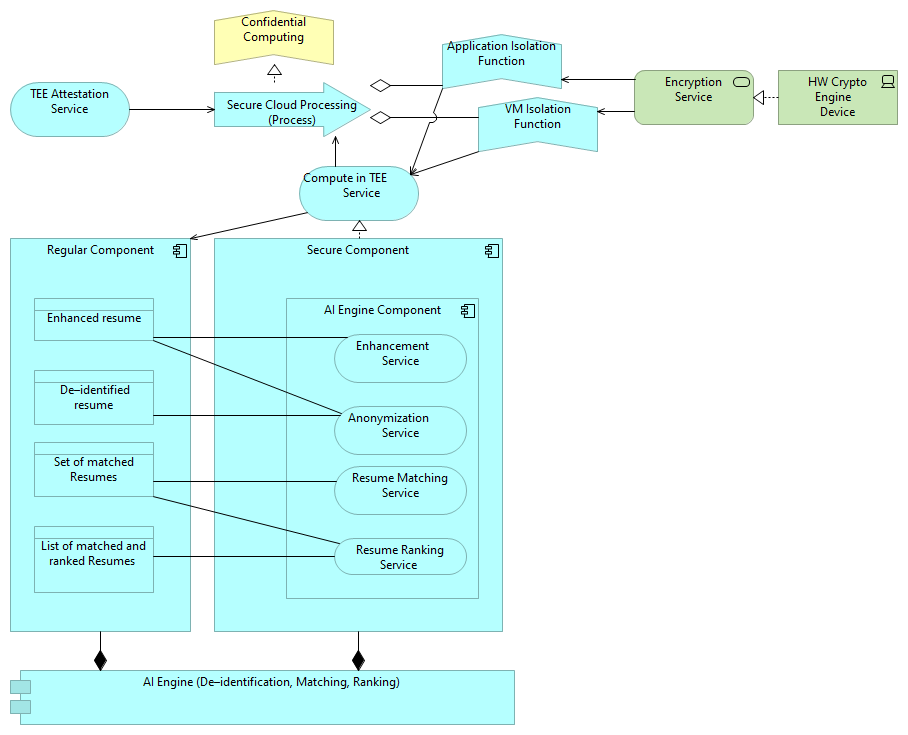 Confidential
Computing
Application Isolation
Function
TEE Attestation
Service
Secure Cloud Processing
(Process)
VM Isolation
Function
Encryption
Service
HW Crypto
Engine
Device
Compute in TEE
Service
Regular Component
Secure Component
Enhanced resume
AI Engine Component
Enhancement
Service
De–identified
resume
Anonymization
Service
Set of matched
Resumes
Resume Matching
Service
List of matched and
ranked Resumes
Resume Ranking
Service
AI Engine (De–identification, Matching, Ranking)